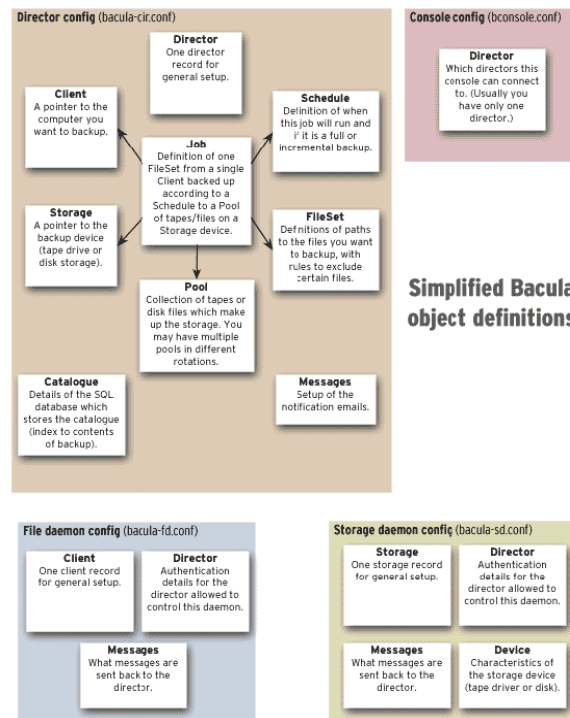 Director config (bacula-cir.conf)
Director
One director
record for
general setup.
Client
A pointer to the
computer you
want to backup.
Schedule
Definition of when
this job will run and
if it is a full or
incremental backup.
Job
Definition of one
FileSet from a single
Client backed up
according to a
Schedule to a Pool
of tapes/files on a
Storage device.
Storage
A pointer to the
backup device
(tape drive or
disk storage).
FileSet
Definitions of paths
to the files you want
to backup, with
rules to exclude
certain files.
Pool
Collection of tapes or
disk files which make
up the storage. You
may have multiple
pools in different
rotations.
Catalogue
Details of the SQL
database which
stores the catalogue
(index to contents
of backup).
Messages
Setup of the
notification emails.
Console config (bconsole.conf)
Director
Which directors this
console can connect
to. (Usually you
have only one
director.)
Simplified Bacula
object definitions
File daemon config (bacula-fd.conf)
Client
One client record
for general setup.
Director
Authentication
details for the
director allowed to
control this daemon.
Messages
What messages are
sent back to the
director.
Storage daemon config (bacula-sd.conf)
Storage
One storage record
for general setup.
Director
Authentication
details for the
director allowed to
control this daemon.
Messages
What messages are
sent back to the
director.
Device
Characteristics of
the storage device
(tape driver or disk).